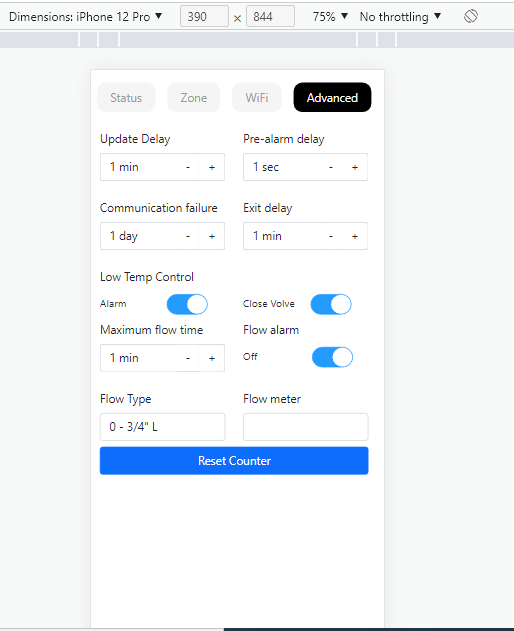 Dimensions: iPhone 12 Pro ▼ 390 × 844 75% ▼ No throttling ▼
Status Zone WiFi Advanced
Update Delay Pre-alarm delay
1 min - + 1 sec - +
Communication failure Exit delay
1 day - + 1 min - +
Low Temp Control
Alarm Close Volve
Maximum flow time Flow alarm
1 min - + Off
Flow Type Flow meter
0 - 3/4" L
Reset Counter